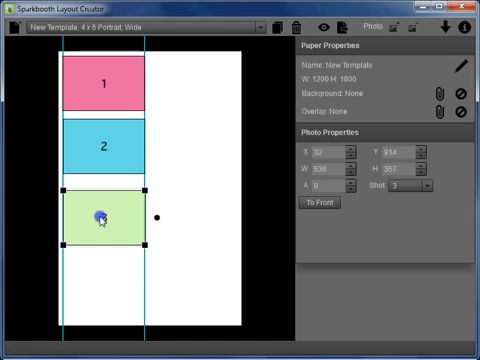 Sparkbooth Layout Creator
New Template, 4 x 6 Portrait, Wide
Photo
Paper Properties
Name: New Template
W: 1200 H: 1800
Background: None
Overlay: None
Photo Properties
X 32 Y 914
W 536 H 357
A 0 Shot 3
To Front
1
2